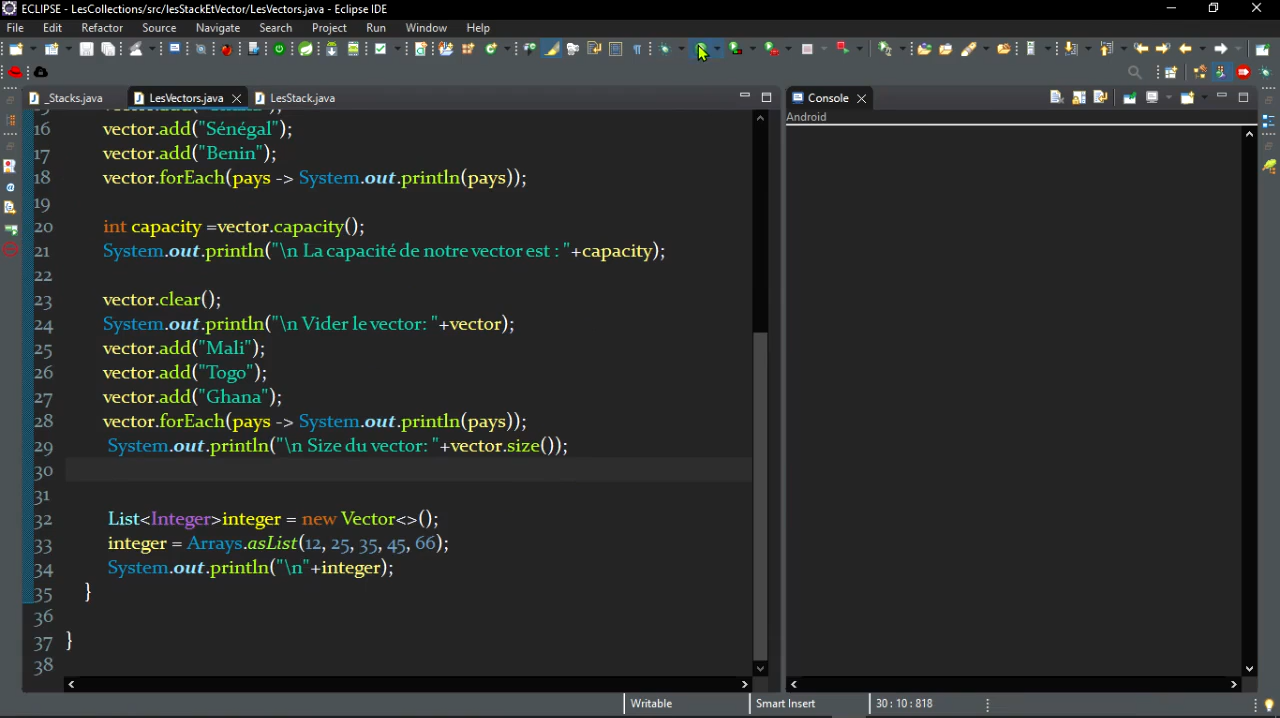 ECLIPSE - LesCollections/src/lesStackEtVector/LesVectors.java - Eclipse IDE
File Edit Refactor Source Navigate Search Project Run Window Help
_Stacks.java LesVectors.java LesStack.java Console
Android
16 vector.add("Sénégal");
17 vector.add("Benin");
18 vector.forEach(pays -> System.out.println(pays));
19
20 int capacity =vector.capacity();
21 System.out.println("\n La capacité de notre vector est : "+capacity);
22
23 vector.clear();
24 System.out.println("\n Vider le vector: "+vector);
25 vector.add("Mali");
26 vector.add("Togo");
27 vector.add("Ghana");
28 vector.forEach(pays -> System.out.println(pays));
29 System.out.println("\n Size du vector: "+vector.size());
30
31
32 List<Integer>integer = new Vector<>();
33 integer = Arrays.asList(12, 25, 35, 45, 66);
34 System.out.println("\n"+integer);
35 }
36
37 }
38
Writable Smart Insert 30 : 10 : 818